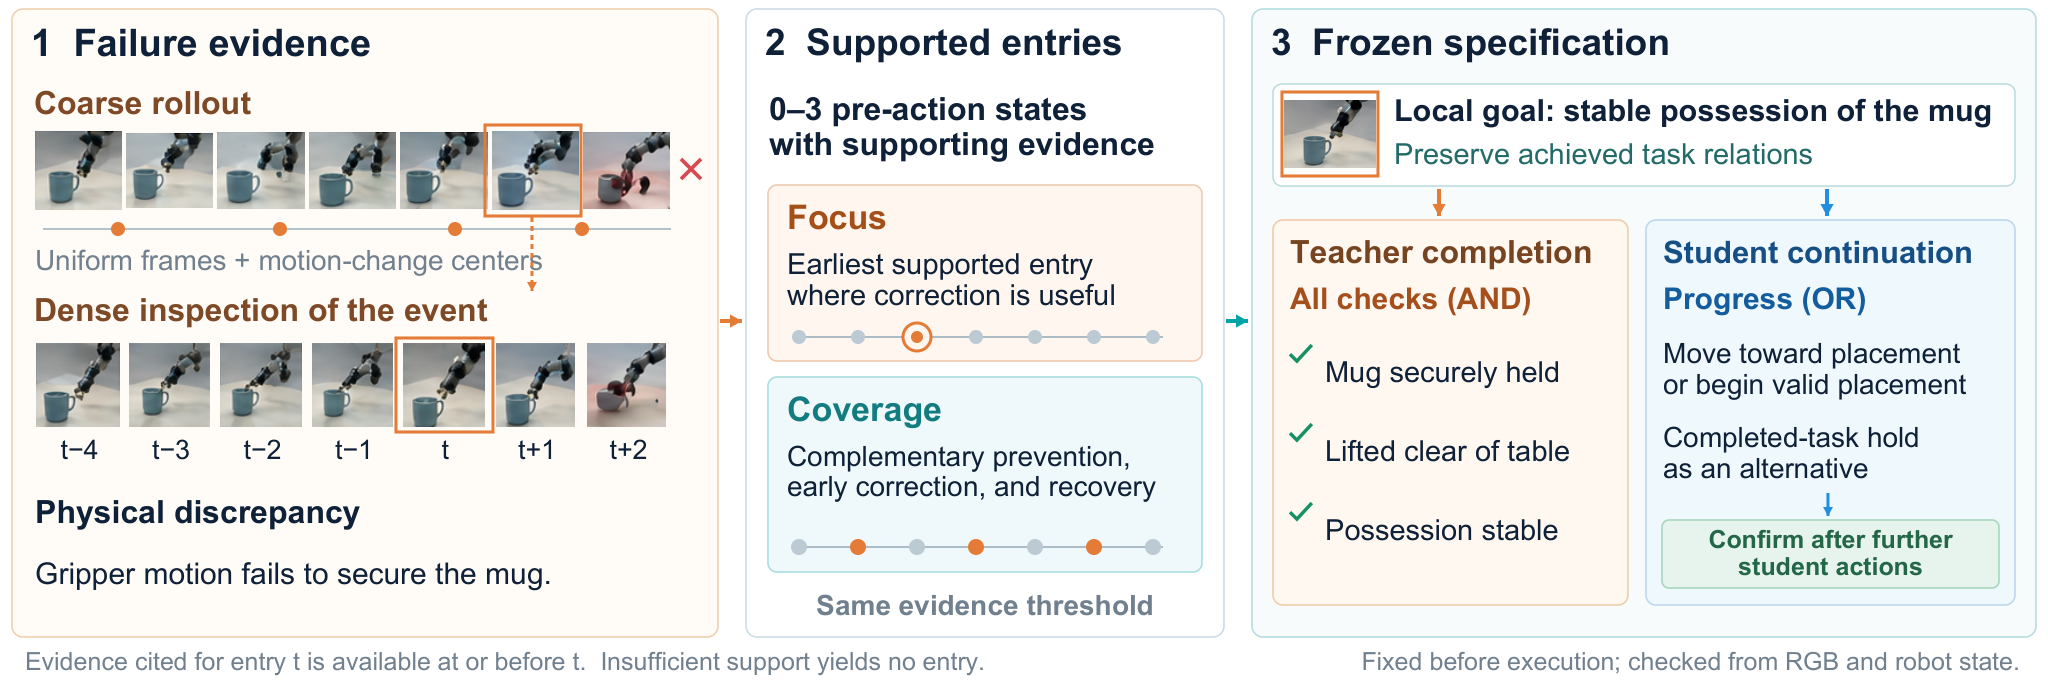 1 Failure evidence
Coarse rollout
Uniform frames + motion-change centers
Dense inspection of the event
t−4 t−3 t−2 t−1 t t+1 t+2
Physical discrepancy
Gripper motion fails to secure the mug.
2 Supported entries
0–3 pre-action states
with supporting evidence
Focus
Earliest supported entry
where correction is useful
Coverage
Complementary prevention,
early correction, and recovery
Same evidence threshold
3 Frozen specification
Local goal: stable possession of the mug
Preserve achieved task relations
Teacher completion
All checks (AND)
Mug securely held
Lifted clear of table
Possession stable
Student continuation
Progress (OR)
Move toward placement
or begin valid placement
Completed-task hold
as an alternative
Confirm after further
student actions
Evidence cited for entry t is available at or before t. Insufficient support yields no entry.
Fixed before execution; checked from RGB and robot state.